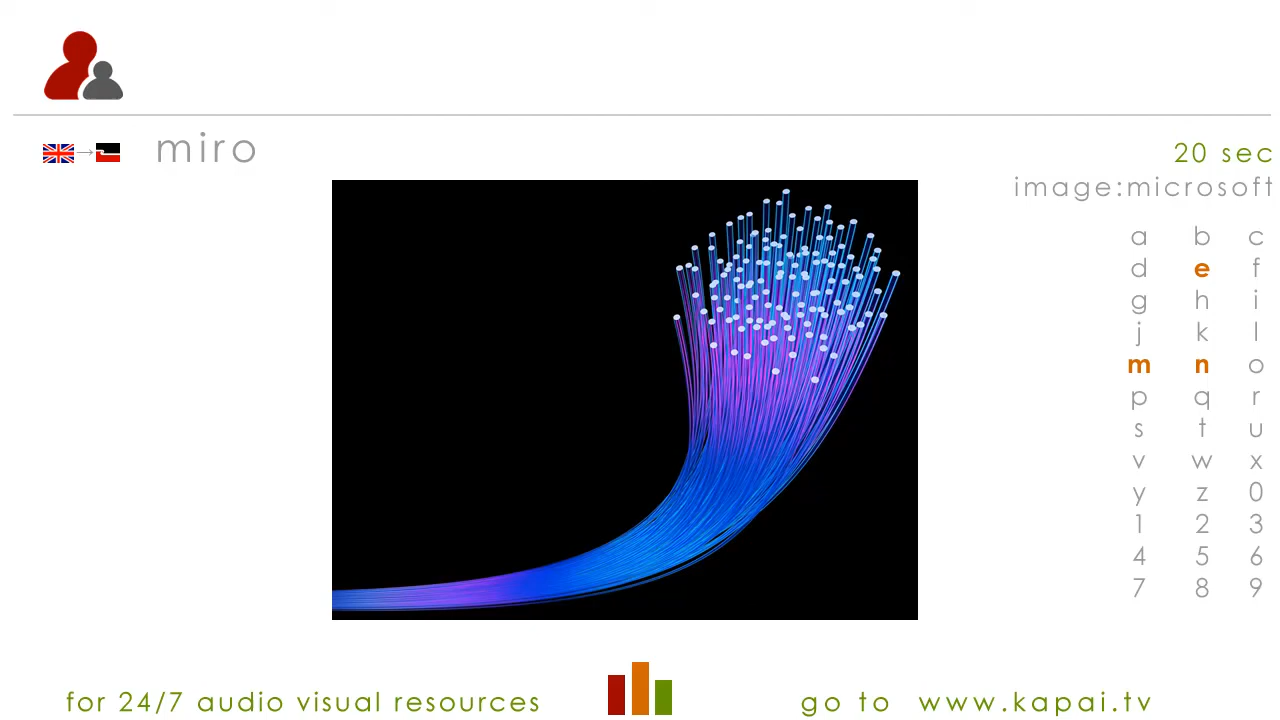 miro
20 sec
image:microsoft
a b c
d e f
g h i
j k l
m n o
p q r
s t u
v w x
y z 0
1 2 3
4 5 6
7 8 9
for 24/7 audio visual resources
go to www.kapai.tv